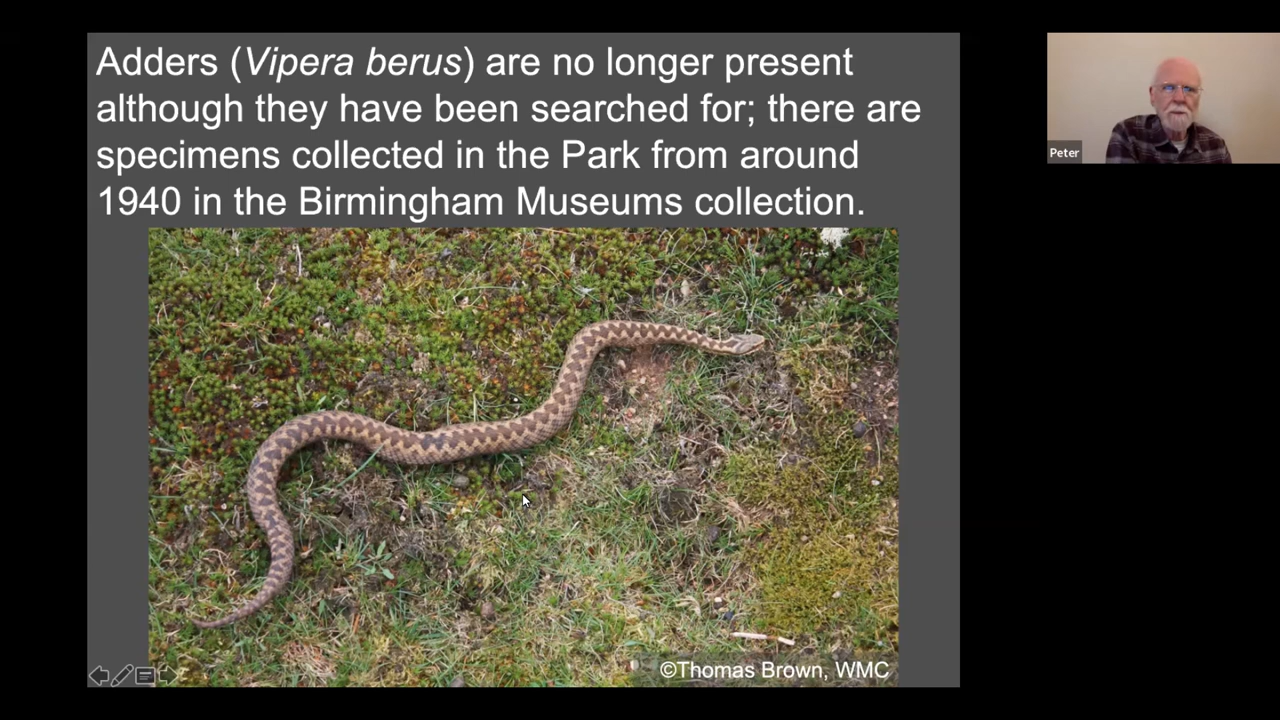 Adders (Vipera berus) are no longer present
although they have been searched for; there are
specimens collected in the Park from around
1940 in the Birmingham Museums collection.
Peter
©Thomas Brown, WMC